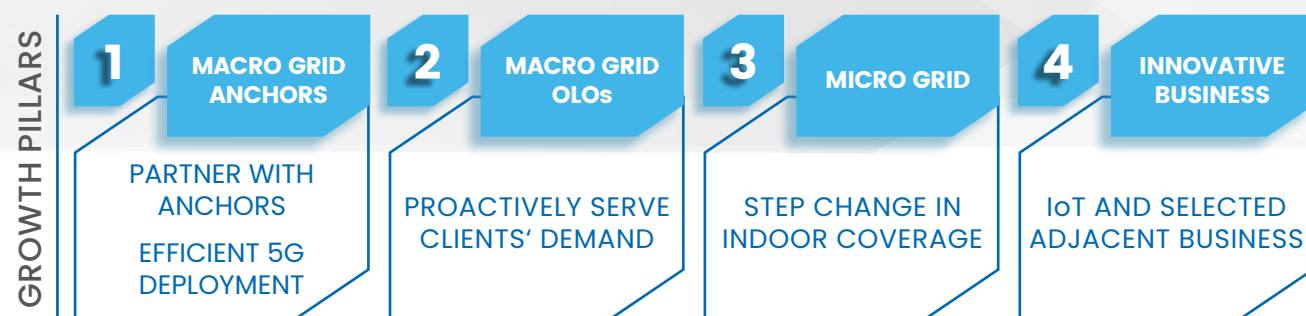 GROWTH PILLARS
1
MACRO GRID
ANCHORS
PARTNER WITH
ANCHORS
EFFICIENT 5G
DEPLOYMENT
2
MACRO GRID
OLOs
PROACTIVELY SERVE
CLIENTS‘ DEMAND
3
MICRO GRID
STEP CHANGE IN
INDOOR COVERAGE
4
INNOVATIVE
BUSINESS
IoT AND SELECTED
ADJACENT BUSINESS